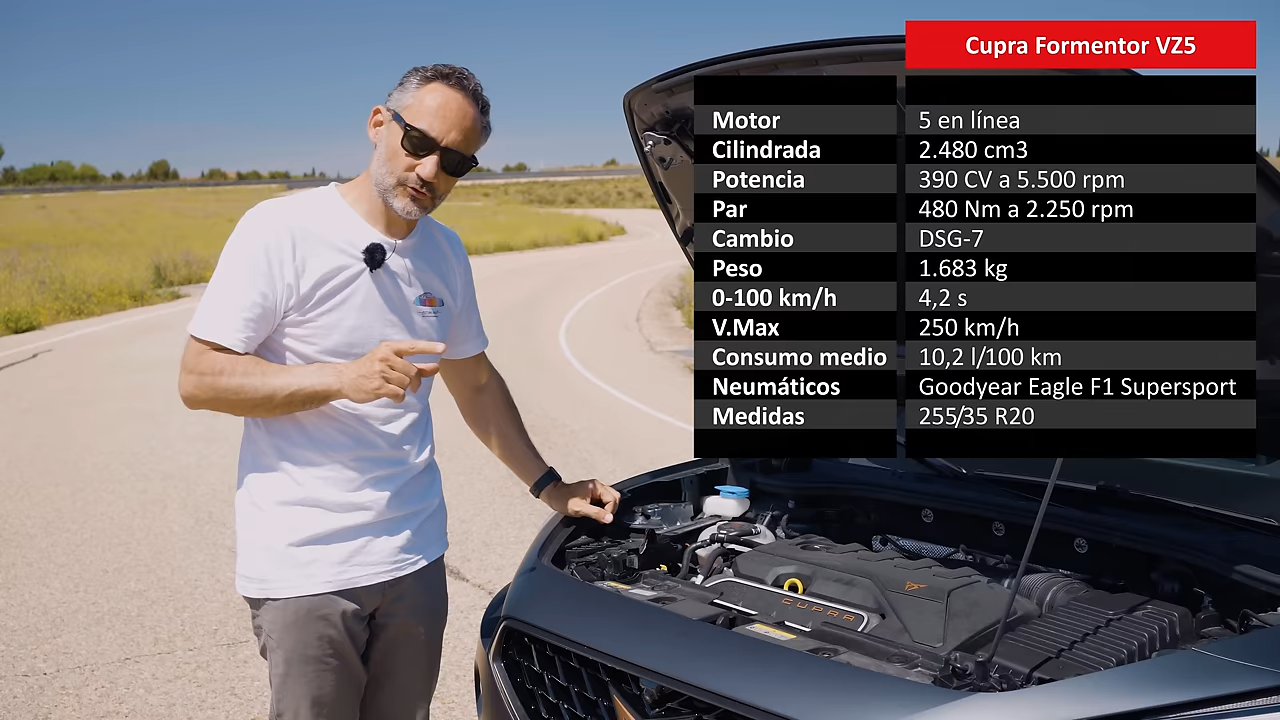 Cupra Formentor VZ5
Motor 5 en línea
Cilindrada 2.480 cm3
Potencia 390 CV a 5.500 rpm
Par 480 Nm a 2.250 rpm
Cambio DSG-7
Peso 1.683 kg
0-100 km/h 4,2 s
V.Max 250 km/h
Consumo medio 10,2 l/100 km
Neumáticos Goodyear Eagle F1 Supersport
Medidas 255/35 R20
CUPRA